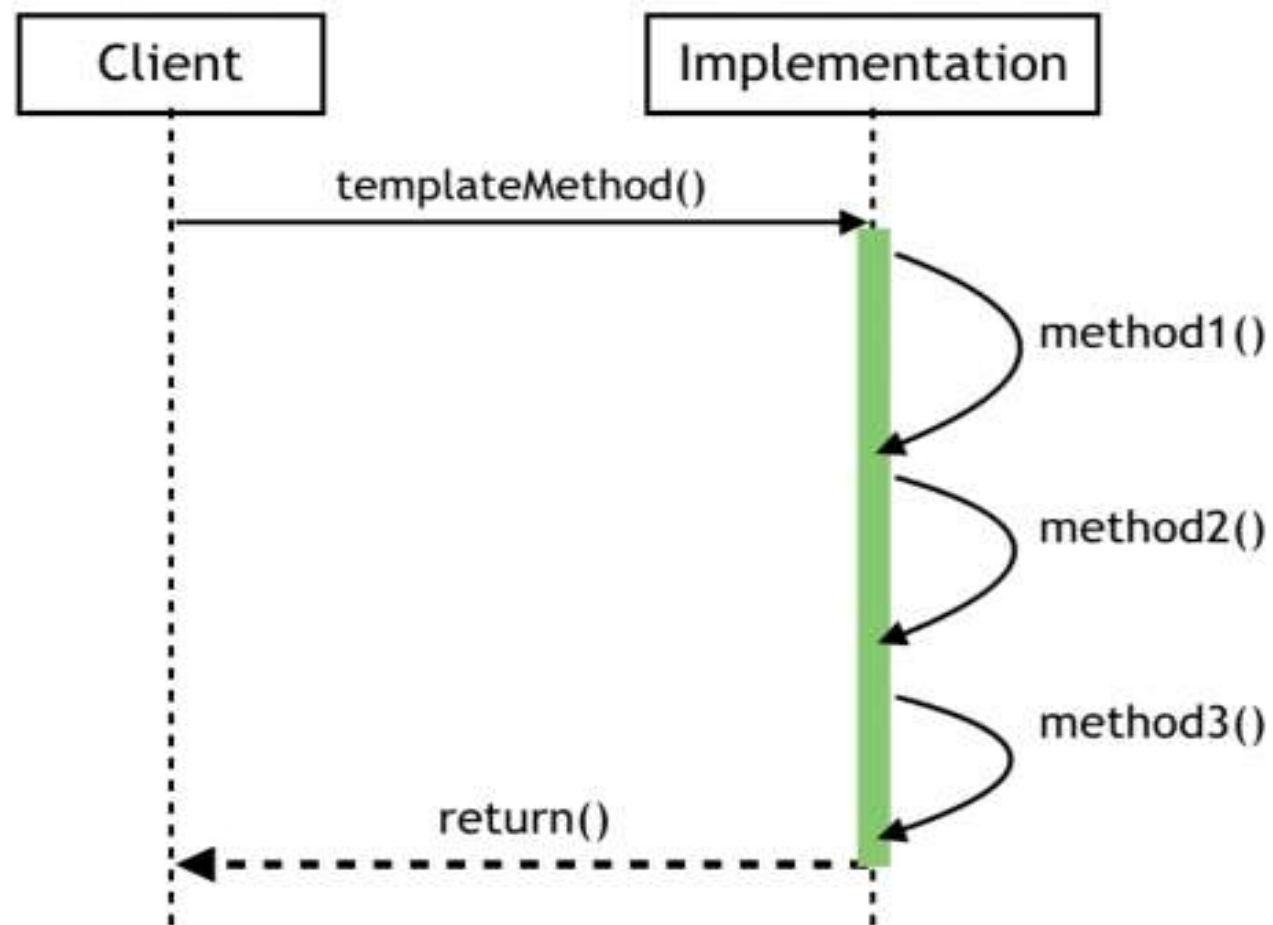 Client
Implementation
templateMethod()
method1()
method2()
method3()
return()